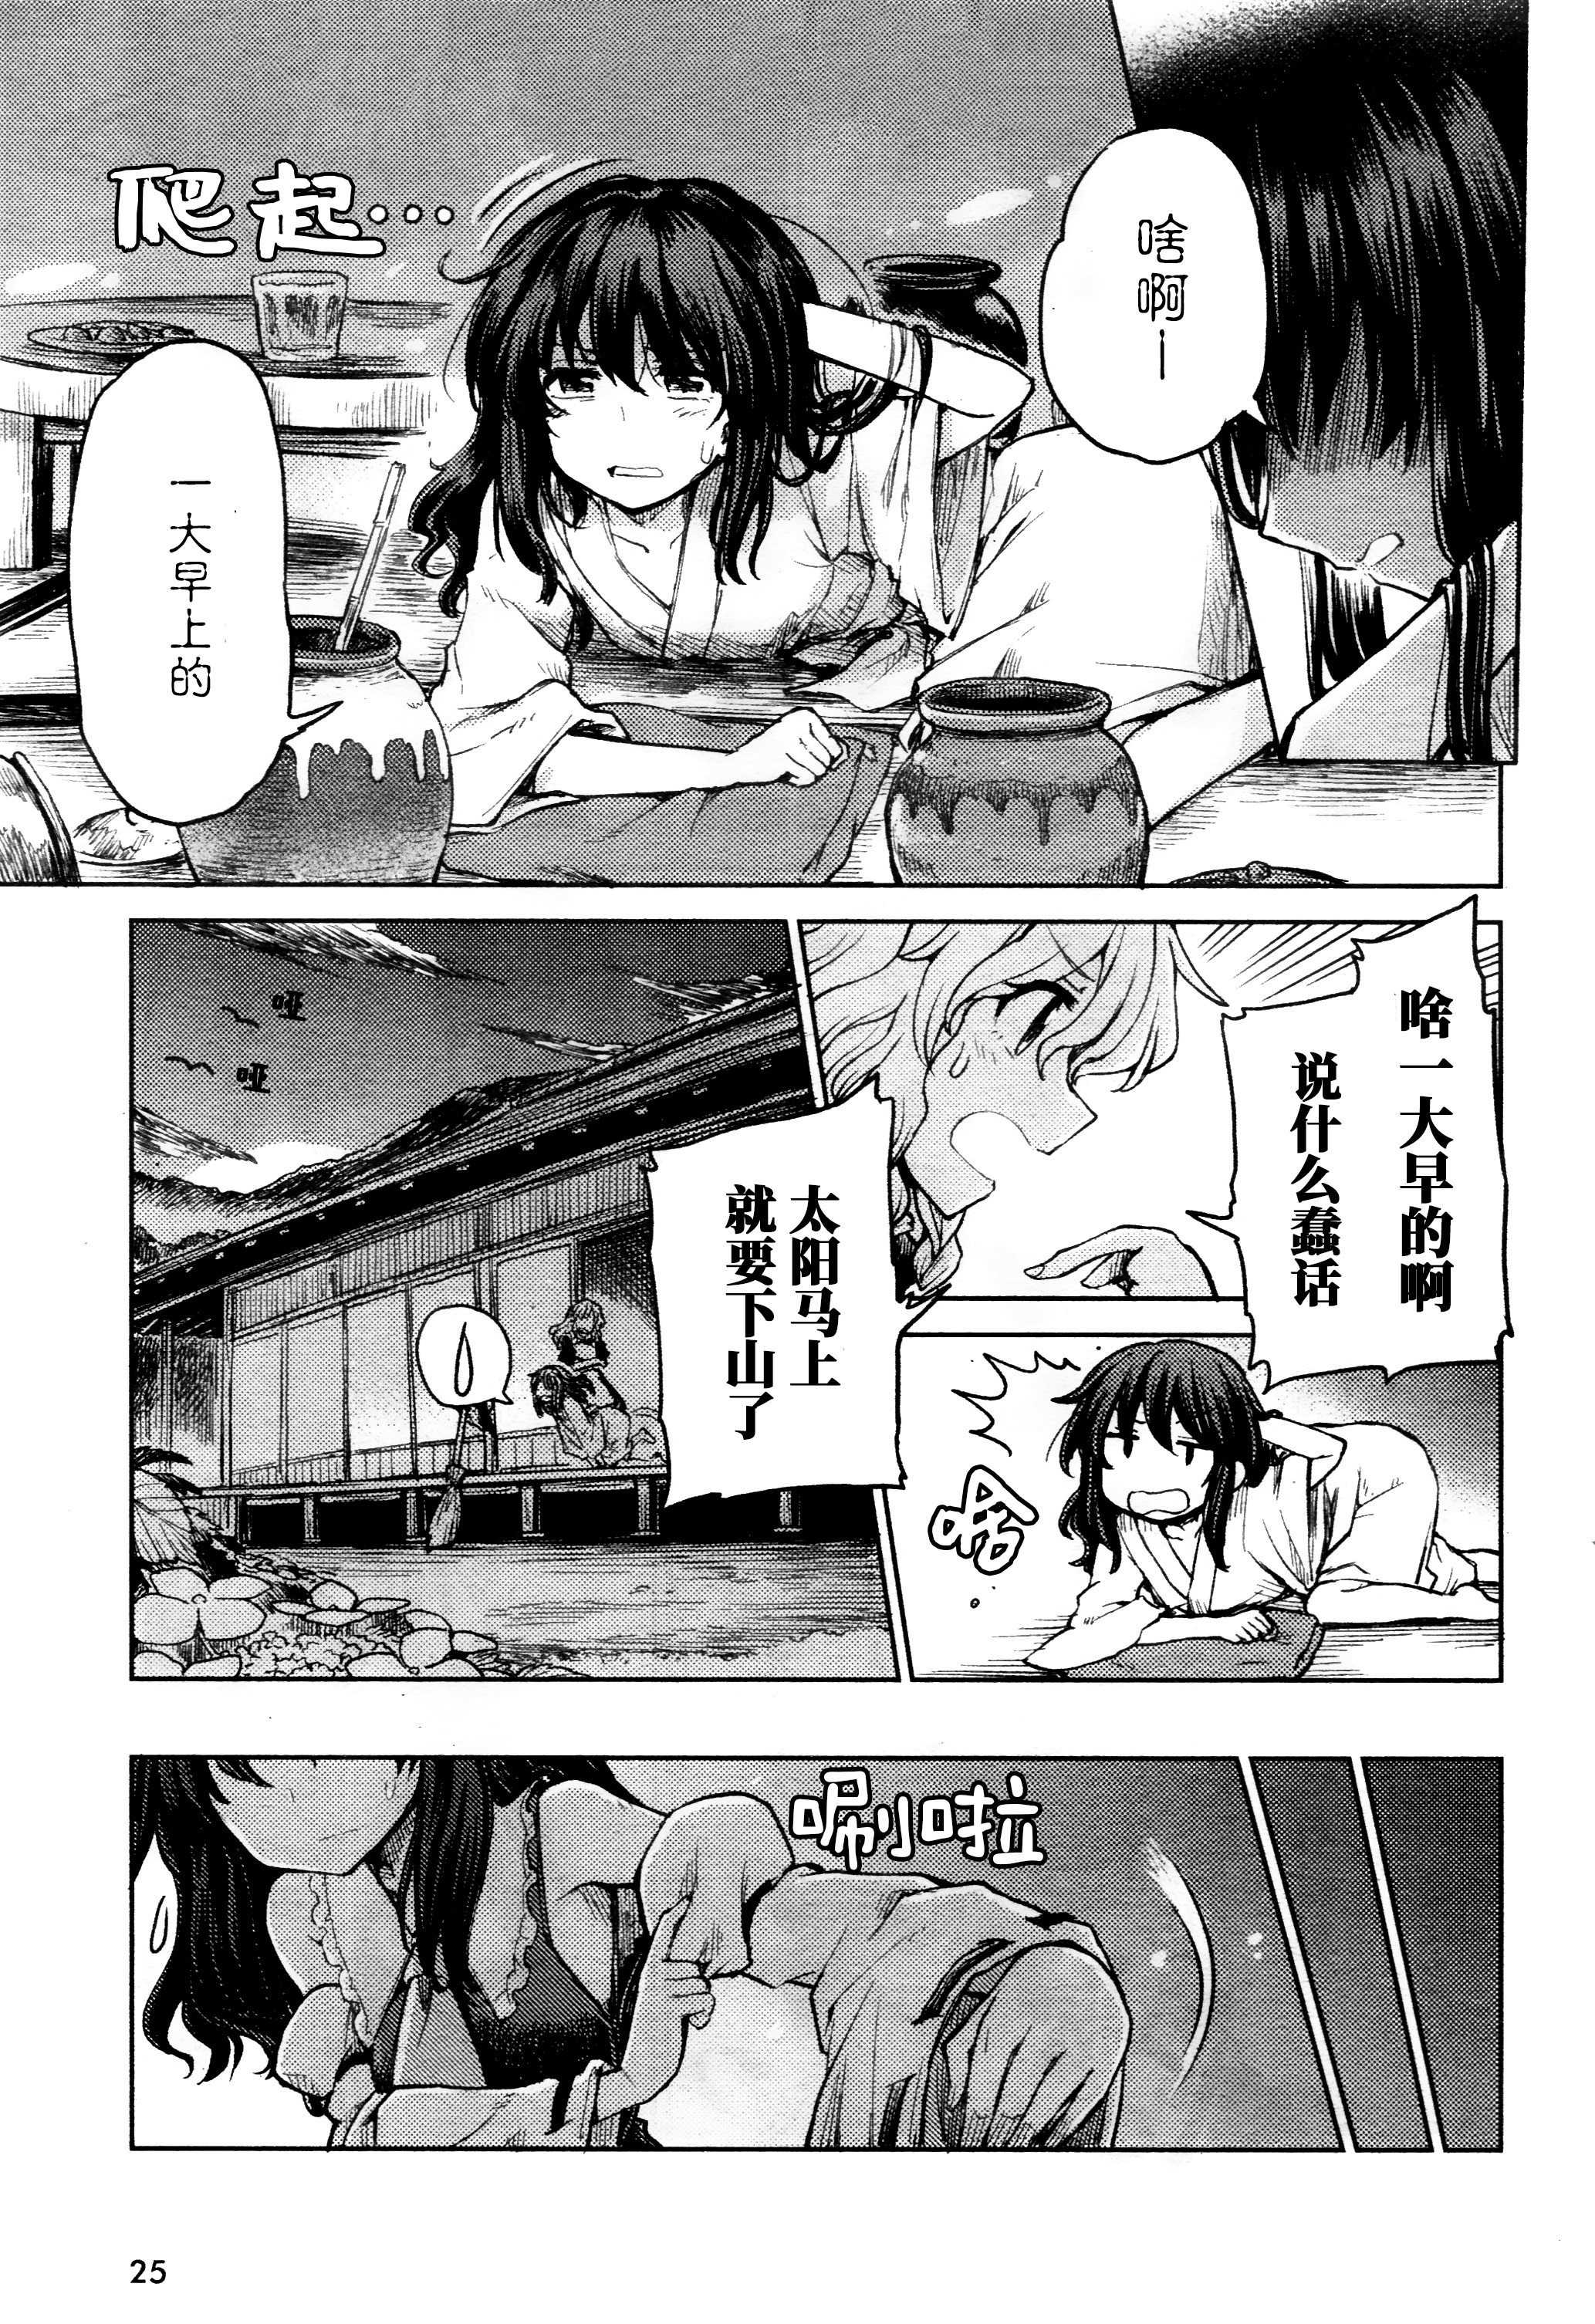 啥啊—
爬起…
一大早上的
啥一大早的啊
说什么蠢话
太阳马上
就要下山了
哑
哑
啥
唰啦
25